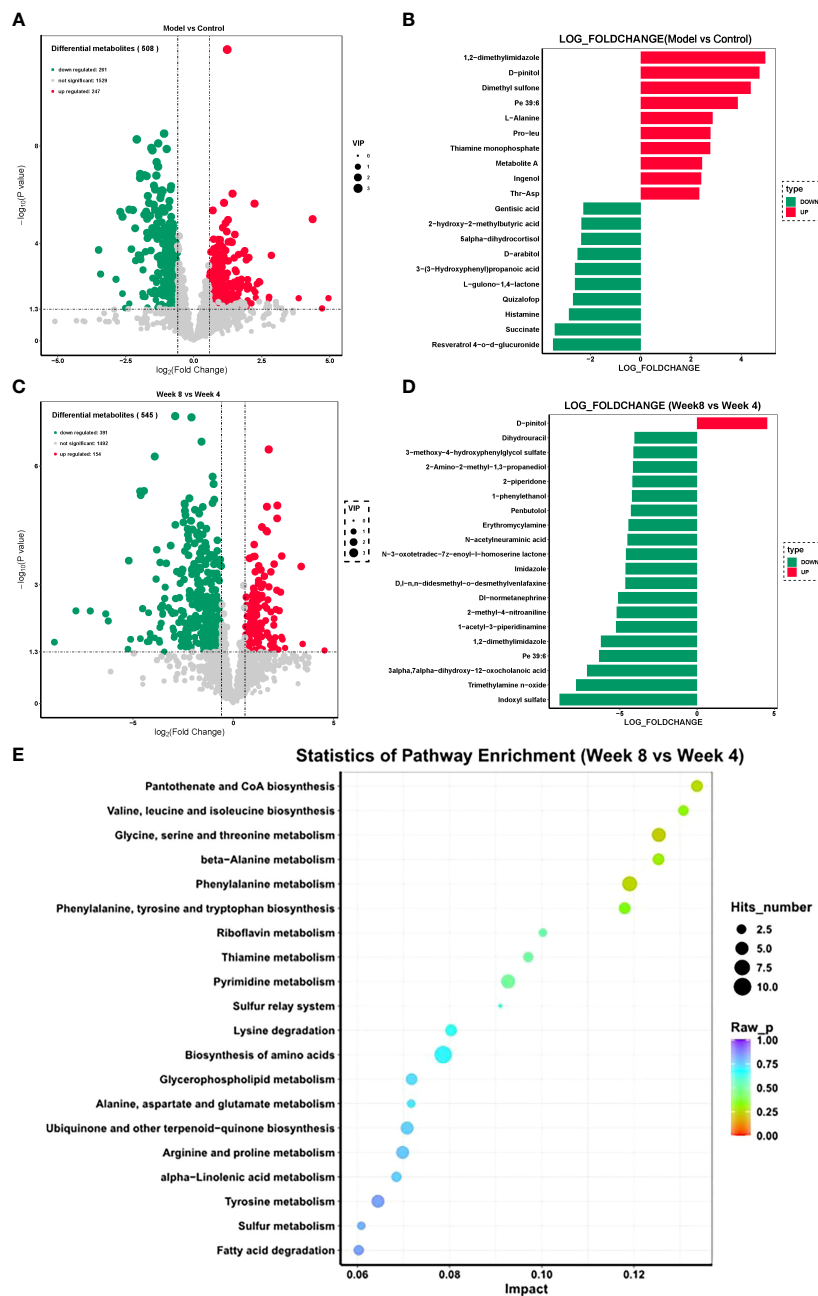 A
Model vs Control
Differential metabolites ( 508 )
down regulated: 261
not significant: 1529
up regulated: 247
8
4
1.3
0
−log10(P value)
−5.0
−2.5
0.0
2.5
5.0
log2(Fold Change)
VIP
0
1
2
3
B
LOG_FOLDCHANGE(Model vs Control)
1,2−dimethylimidazole
D−pinitol
Dimethyl sulfone
Pe 39:6
L−Alanine
Pro−leu
Thiamine monophosphate
Metabolite A
Ingenol
Thr−Asp
Gentisic acid
2−hydroxy−2−methylbutyric acid
5alpha−dihydrocortisol
D−arabitol
3−(3−Hydroxyphenyl)propanoic acid
L−gulono−1,4−lactone
Quizalofop
Histamine
Succinate
Resveratrol 4−o−d−glucuronide
−2
0
2
4
LOG_FOLDCHANGE
type
DOWN
UP
C
Week 8 vs Week 4
Differential metabolites ( 545 )
down regulated: 391
not significant: 1492
up regulated: 154
6
3
1.3
0
−log10(P value)
−5
0
5
log2(Fold Change)
VIP
0
1
2
3
D
LOG_FOLDCHANGE (Week8 vs Week 4)
D−pinitol
Dihydrouracil
3−methoxy−4−hydroxyphenylglycol sulfate
2−Amino−2−methyl−1,3−propanediol
2−piperidone
1−phenylethanol
Penbutolol
Erythromycylamine
N−acetylneuraminic acid
N−3−oxotetradec−7z−enoyl−l−homoserine lactone
Imidazole
D,l−n,n−didesmethyl−o−desmethylvenlafaxine
Dl−normetanephrine
2−methyl−4−nitroaniline
1−acetyl−3−piperidinamine
1,2−dimethylimidazole
Pe 39:6
3alpha,7alpha−dihydroxy−12−oxocholanoic acid
Trimethylamine n−oxide
Indoxyl sulfate
−5
0
5
LOG_FOLDCHANGE
type
DOWN
UP
E
Statistics of Pathway Enrichment (Week 8 vs Week 4)
Pantothenate and CoA biosynthesis
Valine, leucine and isoleucine biosynthesis
Glycine, serine and threonine metabolism
beta−Alanine metabolism
Phenylalanine metabolism
Phenylalanine, tyrosine and tryptophan biosynthesis
Riboflavin metabolism
Thiamine metabolism
Pyrimidine metabolism
Sulfur relay system
Lysine degradation
Biosynthesis of amino acids
Glycerophospholipid metabolism
Alanine, aspartate and glutamate metabolism
Ubiquinone and other terpenoid−quinone biosynthesis
Arginine and proline metabolism
alpha−Linolenic acid metabolism
Tyrosine metabolism
Sulfur metabolism
Fatty acid degradation
0.06
0.08
0.10
0.12
Impact
Hits_number
2.5
5.0
7.5
10.0
Raw_p
1.00
0.75
0.50
0.25
0.00